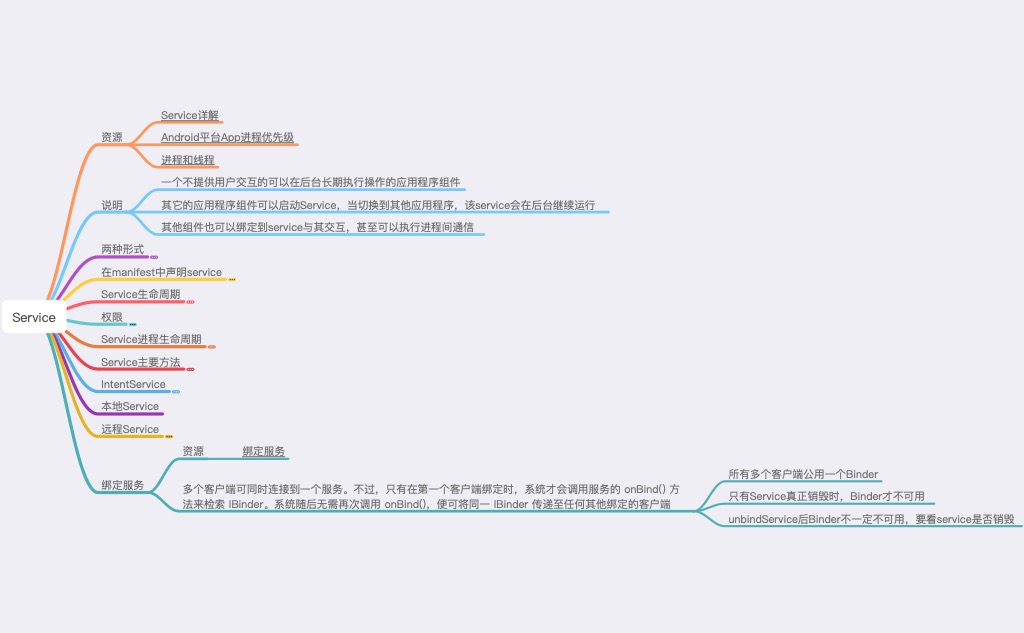 Service
资源
Service详解
Android平台App进程优先级
进程和线程
说明
一个不提供用户交互的可以在后台长期执行操作的应用程序组件
其它的应用程序组件可以启动Service，当切换到其他应用程序，该service会在后台继续运行
其他组件也可以绑定到service与其交互，甚至可以执行进程间通信
两种形式
在manifest中声明service
Service生命周期
权限
Service进程生命周期
Service主要方法
IntentService
本地Service
远程Service
绑定服务
资源
绑定服务
多个客户端可同时连接到一个服务。不过，只有在第一个客户端绑定时，系统才会调用服务的 onBind() 方
法来检索 IBinder。系统随后无需再次调用 onBind()，便可将同一 IBinder 传递至任何其他绑定的客户端
所有多个客户端公用一个Binder
只有Service真正销毁时，Binder才不可用
unbindService后Binder不一定不可用，要看service是否销毁